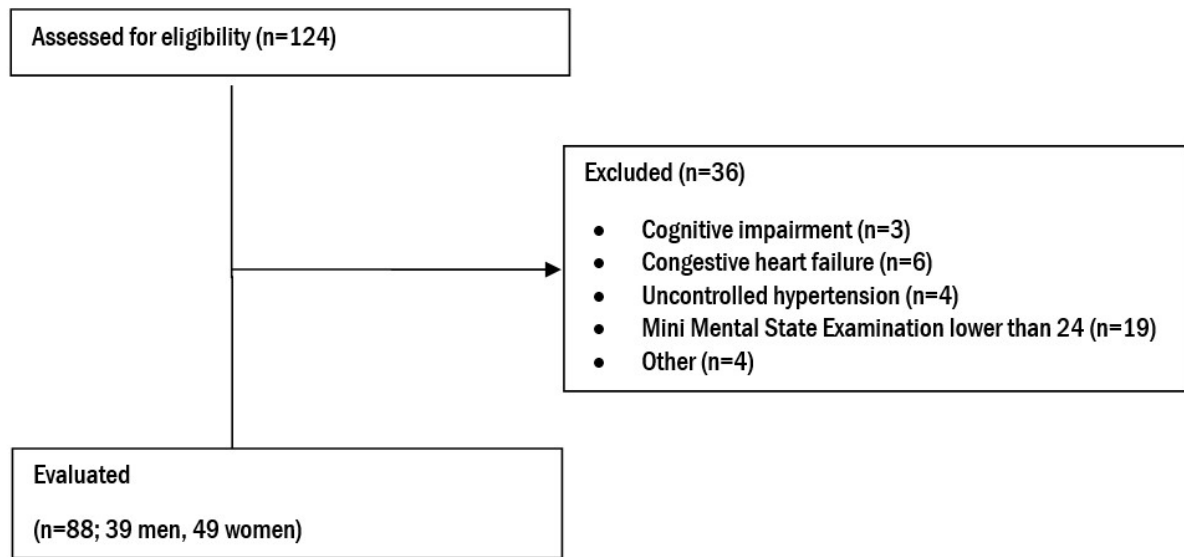 Assessed for eligibility (n=124)
Excluded (n=36)
• Cognitive impairment (n=3)
• Congestive heart failure (n=6)
• Uncontrolled hypertension (n=4)
• Mini Mental State Examination lower than 24 (n=19)
• Other (n=4)
Evaluated
(n=88; 39 men, 49 women)